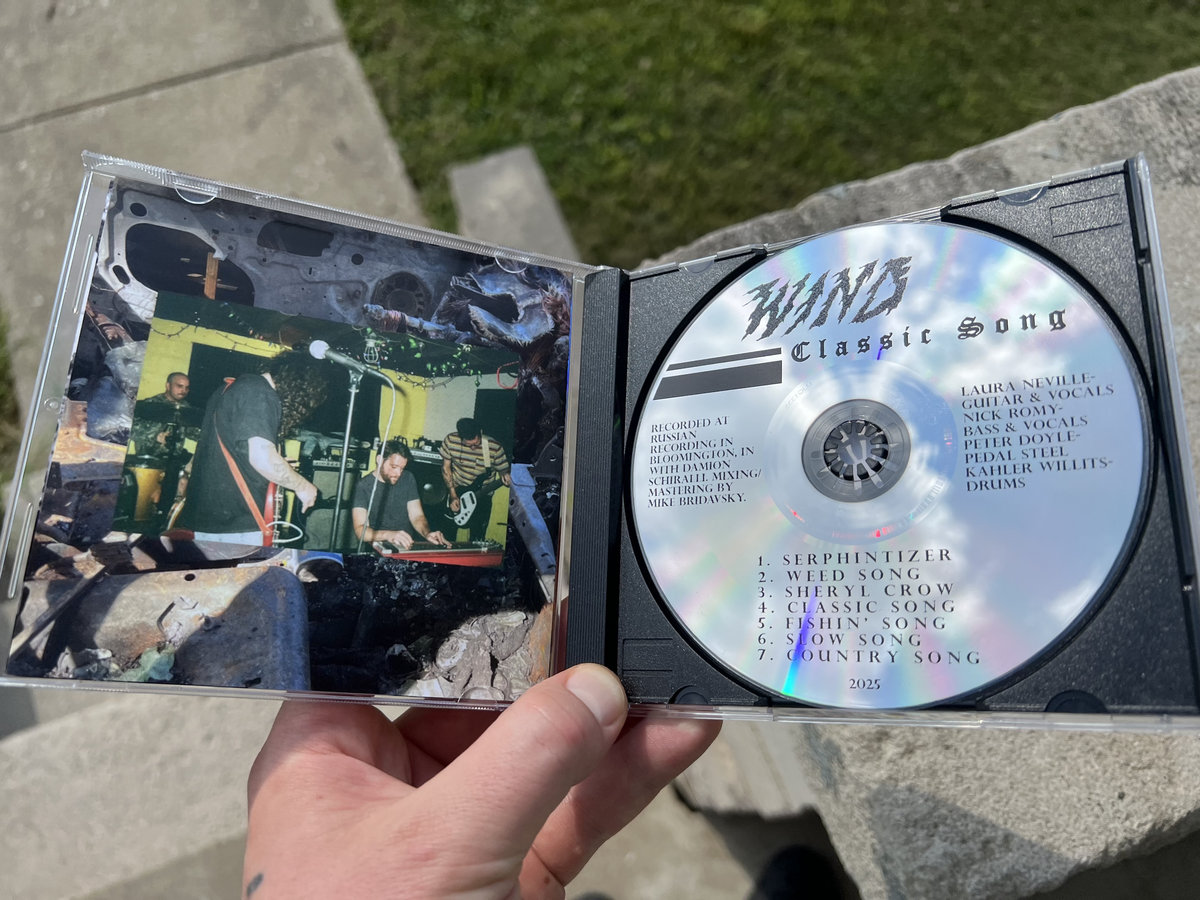 WIND
Classic Song
RECORDED AT
RUSSIAN
RECORDING IN
BLOOMINGTON, IN
WITH DAMION
SCHIRALLI. MIXING/
MASTERING BY
MIKE BRIDAVSKY.
LAURA NEVILLE-
GUITAR & VOCALS
NICK ROMY-
BASS & VOCALS
PETER DOYLE-
PEDAL STEEL
KAHLER WILLITS-
DRUMS
1. SERPHINTIZER
2. WEED SONG
3. SHERYL CROW
4. CLASSIC SONG
5. FISHIN' SONG
6. SLOW SONG
7. COUNTRY SONG
2025